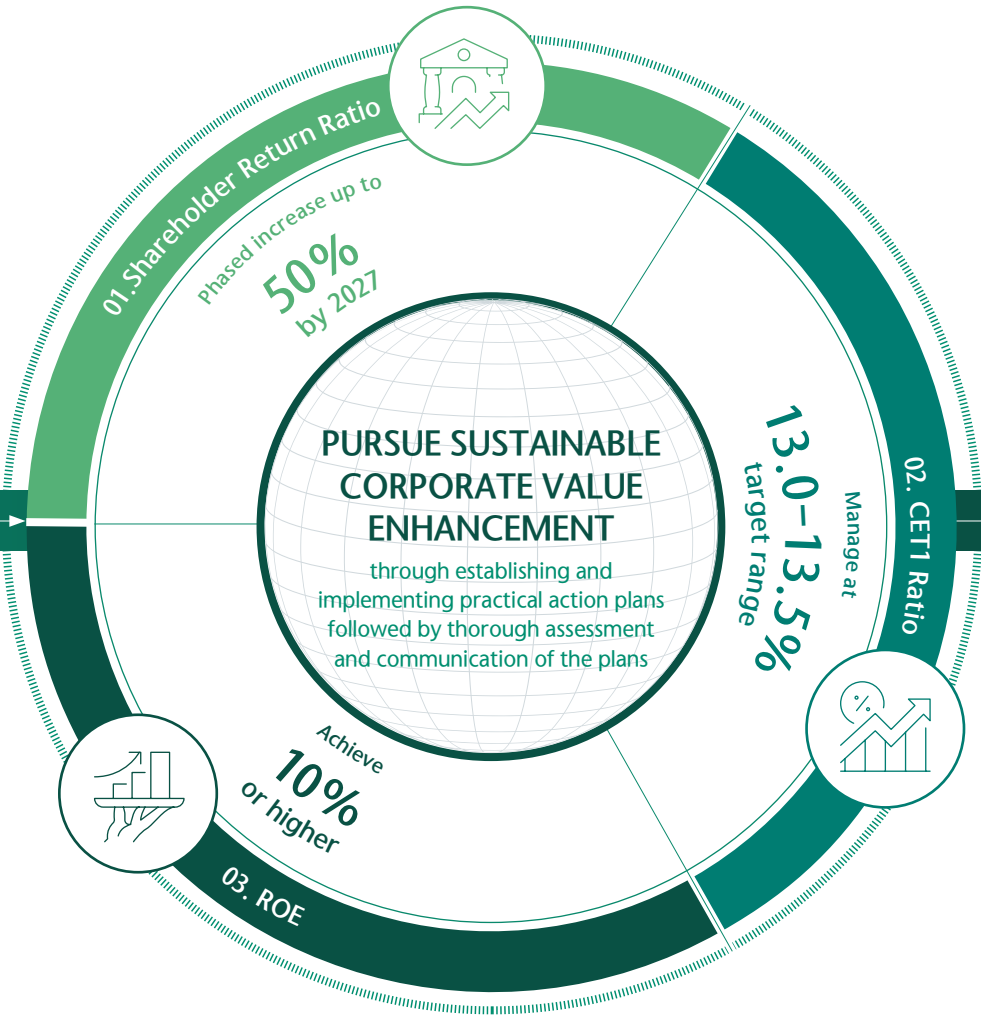 01.Shareholder Return Ratio
Phased increase up to
50%
by 2027
02. CET1 Ratio
Manage at
13.0–13.5%
target range
03. ROE
Achieve
10%
or higher
PURSUE SUSTAINABLE
CORPORATE VALUE
ENHANCEMENT
through establishing and
implementing practical action plans
followed by thorough assessment
and communication of the plans